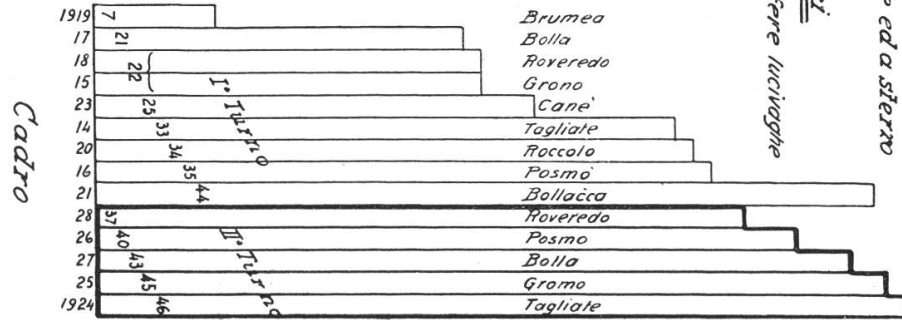 1919 7 Brumea
17 21 Bolla
18 Roveredo
22
15 Grono
23 25 Canè
14 33 Tagliate
20 34 Roccolo
16 35 Posmò
21 44 Bollacca
I° Turno
28 37 Roveredo
26 40 Posmo
27 43 Bolla
25 45 Gromo
1924 46 Tagliate
II° Turno
Cadro
e ed a sterzo
fere lucivaghe